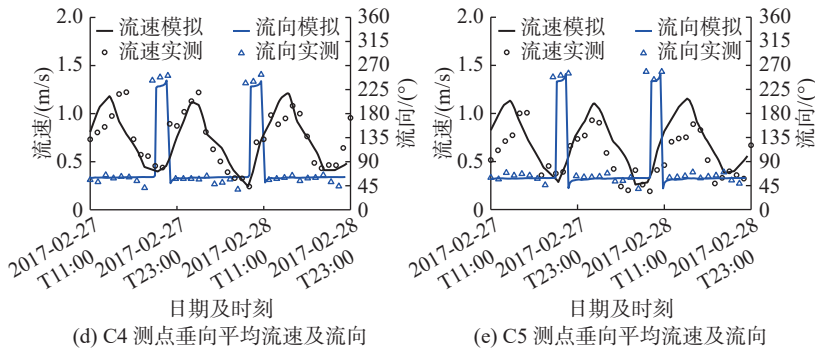 2.0
1.5
1.0
0.5
0
流速/(m/s)
流速模拟
流速实测
流向模拟
流向实测
360
315
270
225
180
135
90
45
0
流向/(°)
2017-02-27
T11:00
2017-02-27
T23:00
2017-02-28
T11:00
2017-02-28
T23:00
日期及时刻
(d) C4 测点垂向平均流速及流向
2.0
1.5
1.0
0.5
0
流速/(m/s)
流速模拟
流速实测
流向模拟
流向实测
360
315
270
225
180
135
90
45
0
流向/(°)
2017-02-27
T11:00
2017-02-27
T23:00
2017-02-28
T11:00
2017-02-28
T23:00
日期及时刻
(e) C5 测点垂向平均流速及流向